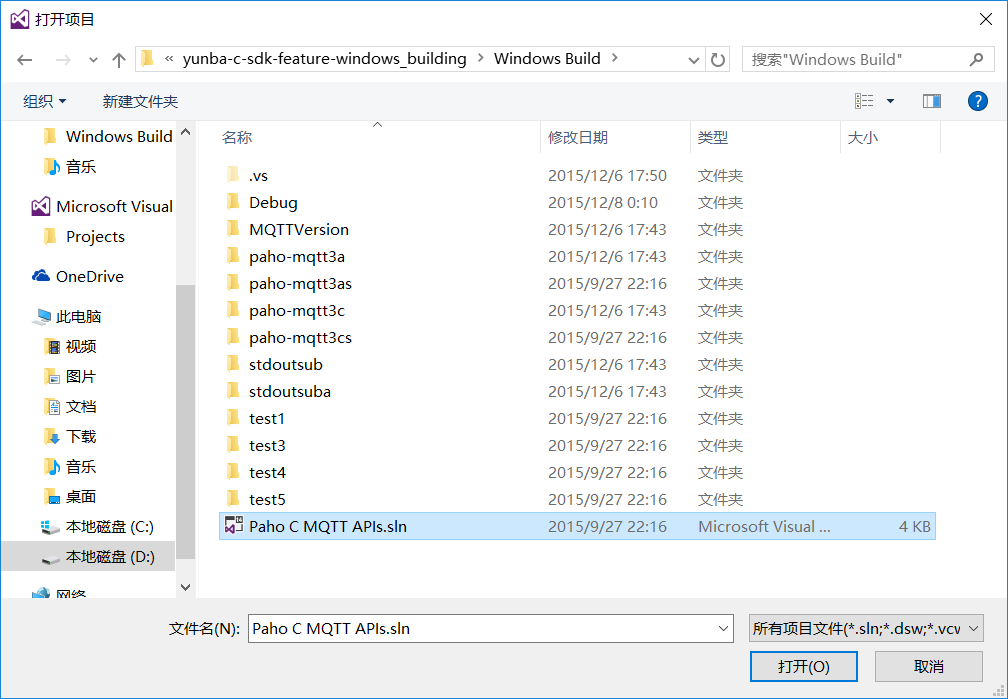 打开项目
« yunba-c-sdk-feature-windows_building › Windows Build ›
搜索"Windows Build"
组织 新建文件夹
名称 修改日期 类型 大小
Windows Build
音乐
Microsoft Visual
Projects
OneDrive
此电脑
视频
图片
文档
下载
音乐
桌面
本地磁盘 (C:)
本地磁盘 (D:)
网络
.vs 2015/12/6 17:50 文件夹
Debug 2015/12/8 0:10 文件夹
MQTTVersion 2015/12/6 17:43 文件夹
paho-mqtt3a 2015/12/6 17:43 文件夹
paho-mqtt3as 2015/9/27 22:16 文件夹
paho-mqtt3c 2015/12/6 17:43 文件夹
paho-mqtt3cs 2015/9/27 22:16 文件夹
stdoutsub 2015/12/6 17:43 文件夹
stdoutsuba 2015/12/6 17:43 文件夹
test1 2015/9/27 22:16 文件夹
test3 2015/9/27 22:16 文件夹
test4 2015/9/27 22:16 文件夹
test5 2015/9/27 22:16 文件夹
Paho C MQTT APIs.sln 2015/9/27 22:16 Microsoft Visual ... 4 KB
文件名(N): Paho C MQTT APIs.sln 所有项目文件(*.sln;*.dsw;*.vcw
打开(O) 取消